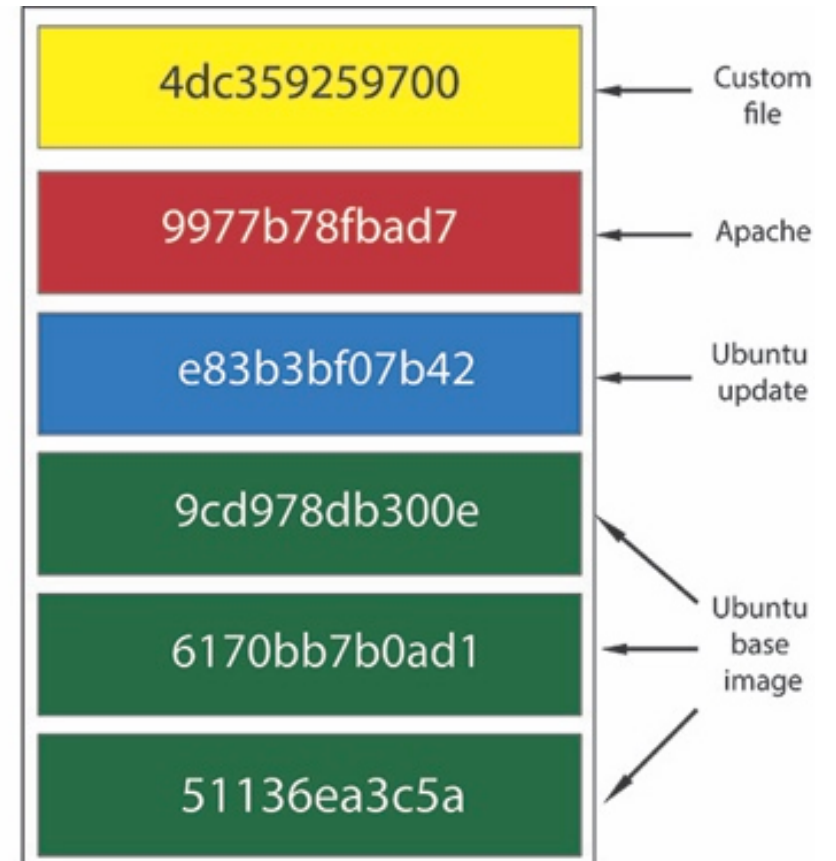 4dc359259700
Custom
file
9977b78fbad7
Apache
e83b3bf07b42
Ubuntu
update
9cd978db300e
6170bb7b0ad1
Ubuntu
base
image
51136ea3c5a